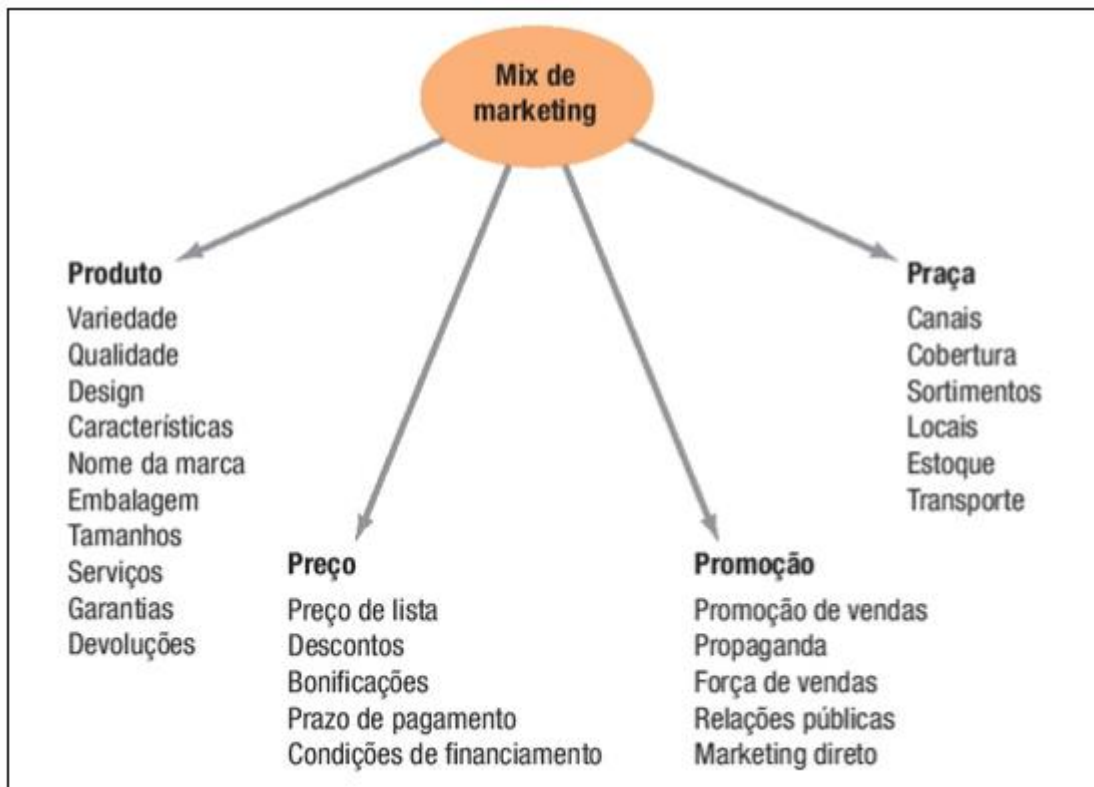 Mix de
marketing
Produto
Variedade
Qualidade
Design
Características
Nome da marca
Embalagem
Tamanhos
Serviços
Garantias
Devoluções
Preço
Preço de lista
Descontos
Bonificações
Prazo de pagamento
Condições de financiamento
Promoção
Promoção de vendas
Propaganda
Força de vendas
Relações públicas
Marketing direto
Praça
Canais
Cobertura
Sortimentos
Locais
Estoque
Transporte